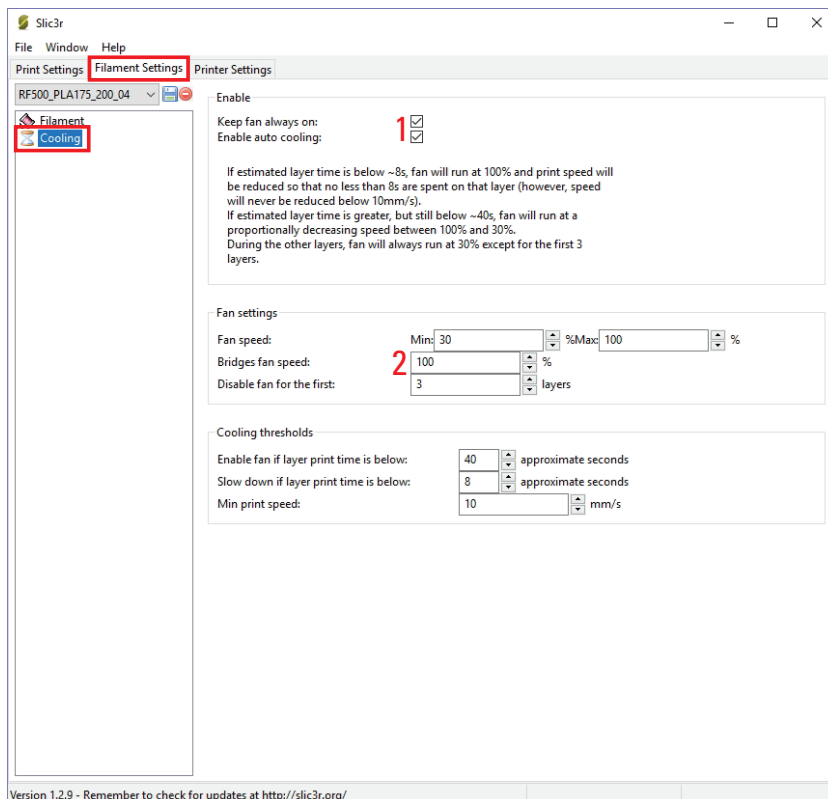 Slic3r
File Window Help
Print Settings Filament Settings Printer Settings
RF500_PLA175_200_04
Filament
Cooling
Enable
Keep fan always on:
1
Enable auto cooling:
If estimated layer time is below ~8s, fan will run at 100% and print speed will
be reduced so that no less than 8s are spent on that layer (however, speed
will never be reduced below 10mm/s).
If estimated layer time is greater, but still below ~40s, fan will run at a
proportionally decreasing speed between 100% and 30%.
During the other layers, fan will always run at 30% except for the first 3
layers.
Fan settings
Fan speed: Min: 30 %Max: 100 %
Bridges fan speed: 2 100 %
Disable fan for the first: 3 layers
Cooling thresholds
Enable fan if layer print time is below: 40 approximate seconds
Slow down if layer print time is below: 8 approximate seconds
Min print speed: 10 mm/s
Version 1.2.9 - Remember to check for updates at http://slic3r.org/